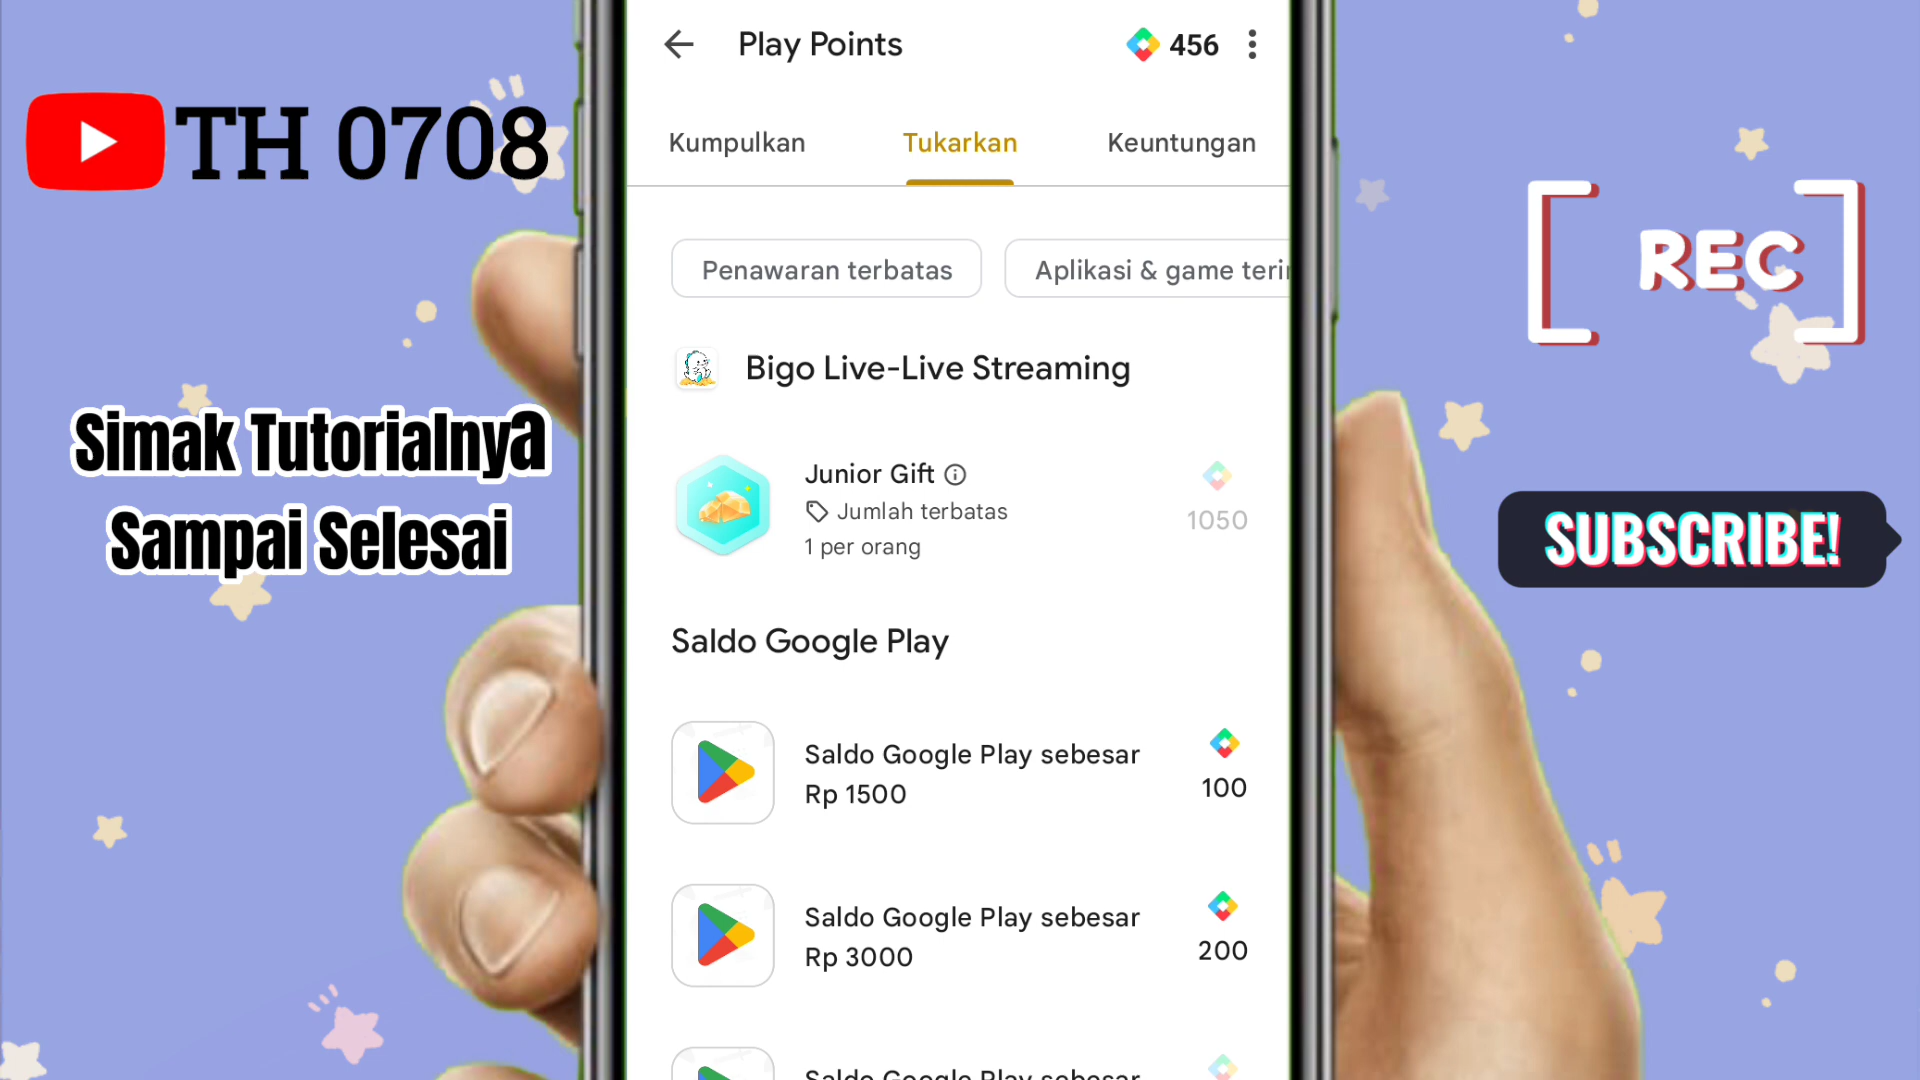 TH 0708
Simak Tutorialnya
Sampai Selesai
Play Points
456
Kumpulkan
Tukarkan
Keuntungan
Penawaran terbatas
Aplikasi & game
Bigo Live-Live Streaming
Junior Gift
Jumlah terbatas
1 per orang
1050
Saldo Google Play
Saldo Google Play sebesar
Rp 1500
100
Saldo Google Play sebesar
Rp 3000
200
Saldo Google Play sebesar
REC
SUBSCRIBE!